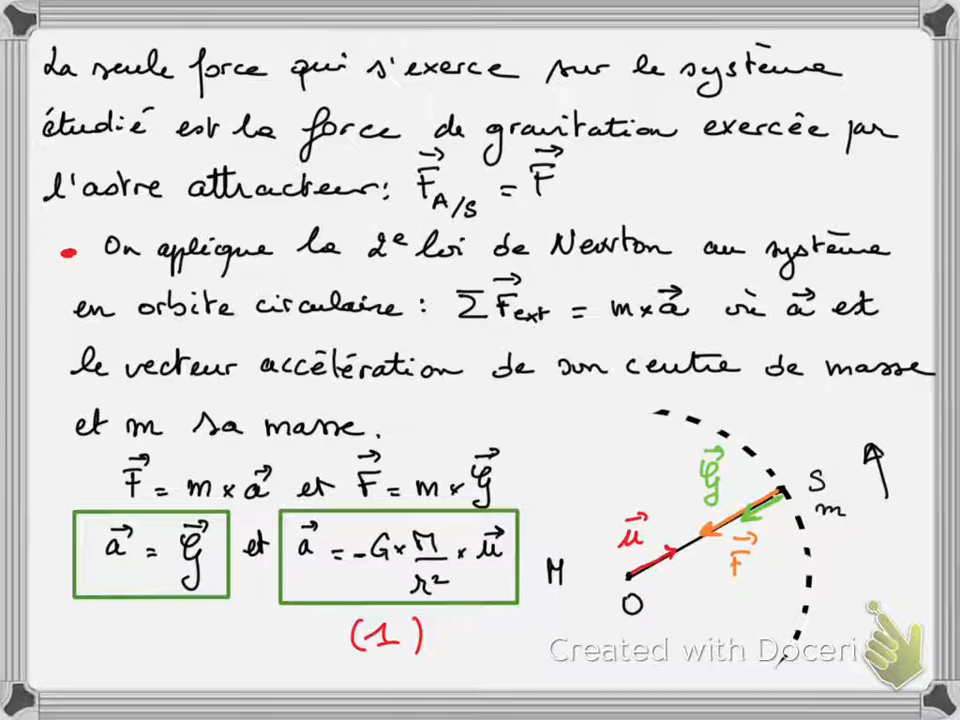 La seule force qui s'exerce sur le système
étudié est la force de gravitation exercée par
l'astre attracteur: F⃗ A/S = F⃗
• On aplique la 2e loi de Newton au système
en orbite circulaire : Σ F⃗ext = m × a⃗ où a⃗ est
le vecteur accélération de son centre de masse
et m sa masse.
F⃗ = m × a⃗ et F⃗ = m × 𝒢⃗
a⃗ = 𝒢⃗ et a⃗ = -G × M/r² × u⃗
(1)
𝒢⃗
S
m
u⃗
F⃗
M
O
Created with Doceri